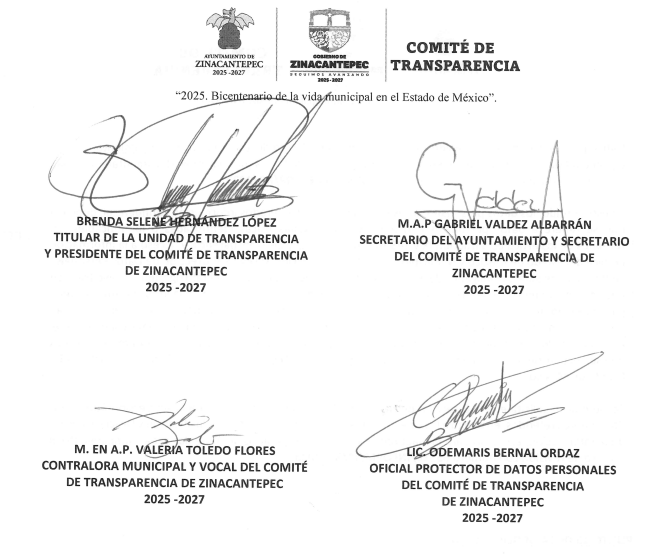 AYUNTAMIENTO DE
ZINACANTEPEC
2025 -2027
GOBIERNO DE
ZINACANTEPEC
SEGUIMOS AVANZANDO
2025 - 2027
COMITÉ DE
TRANSPARENCIA
“2025. Bicentenario de la vida municipal en el Estado de México”.
BRENDA SELENE HERNÁNDEZ LÓPEZ
TITULAR DE LA UNIDAD DE TRANSPARENCIA
Y PRESIDENTE DEL COMITÉ DE TRANSPARENCIA
DE ZINACANTEPEC
2025 -2027
GValdezA
M.A.P GABRIEL VALDEZ ALBARRÁN
SECRETARIO DEL AYUNTAMIENTO Y SECRETARIO
DEL COMITÉ DE TRANSPARENCIA DE
ZINACANTEPEC
2025 -2027
M. EN A.P. VALERIA TOLEDO FLORES
CONTRALORA MUNICIPAL Y VOCAL DEL COMITÉ
DE TRANSPARENCIA DE ZINACANTEPEC
2025 -2027
LIC. ODEMARIS BERNAL ORDAZ
OFICIAL PROTECTOR DE DATOS PERSONALES
DEL COMITÉ DE TRANSPARENCIA
DE ZINACANTEPEC
2025 -2027